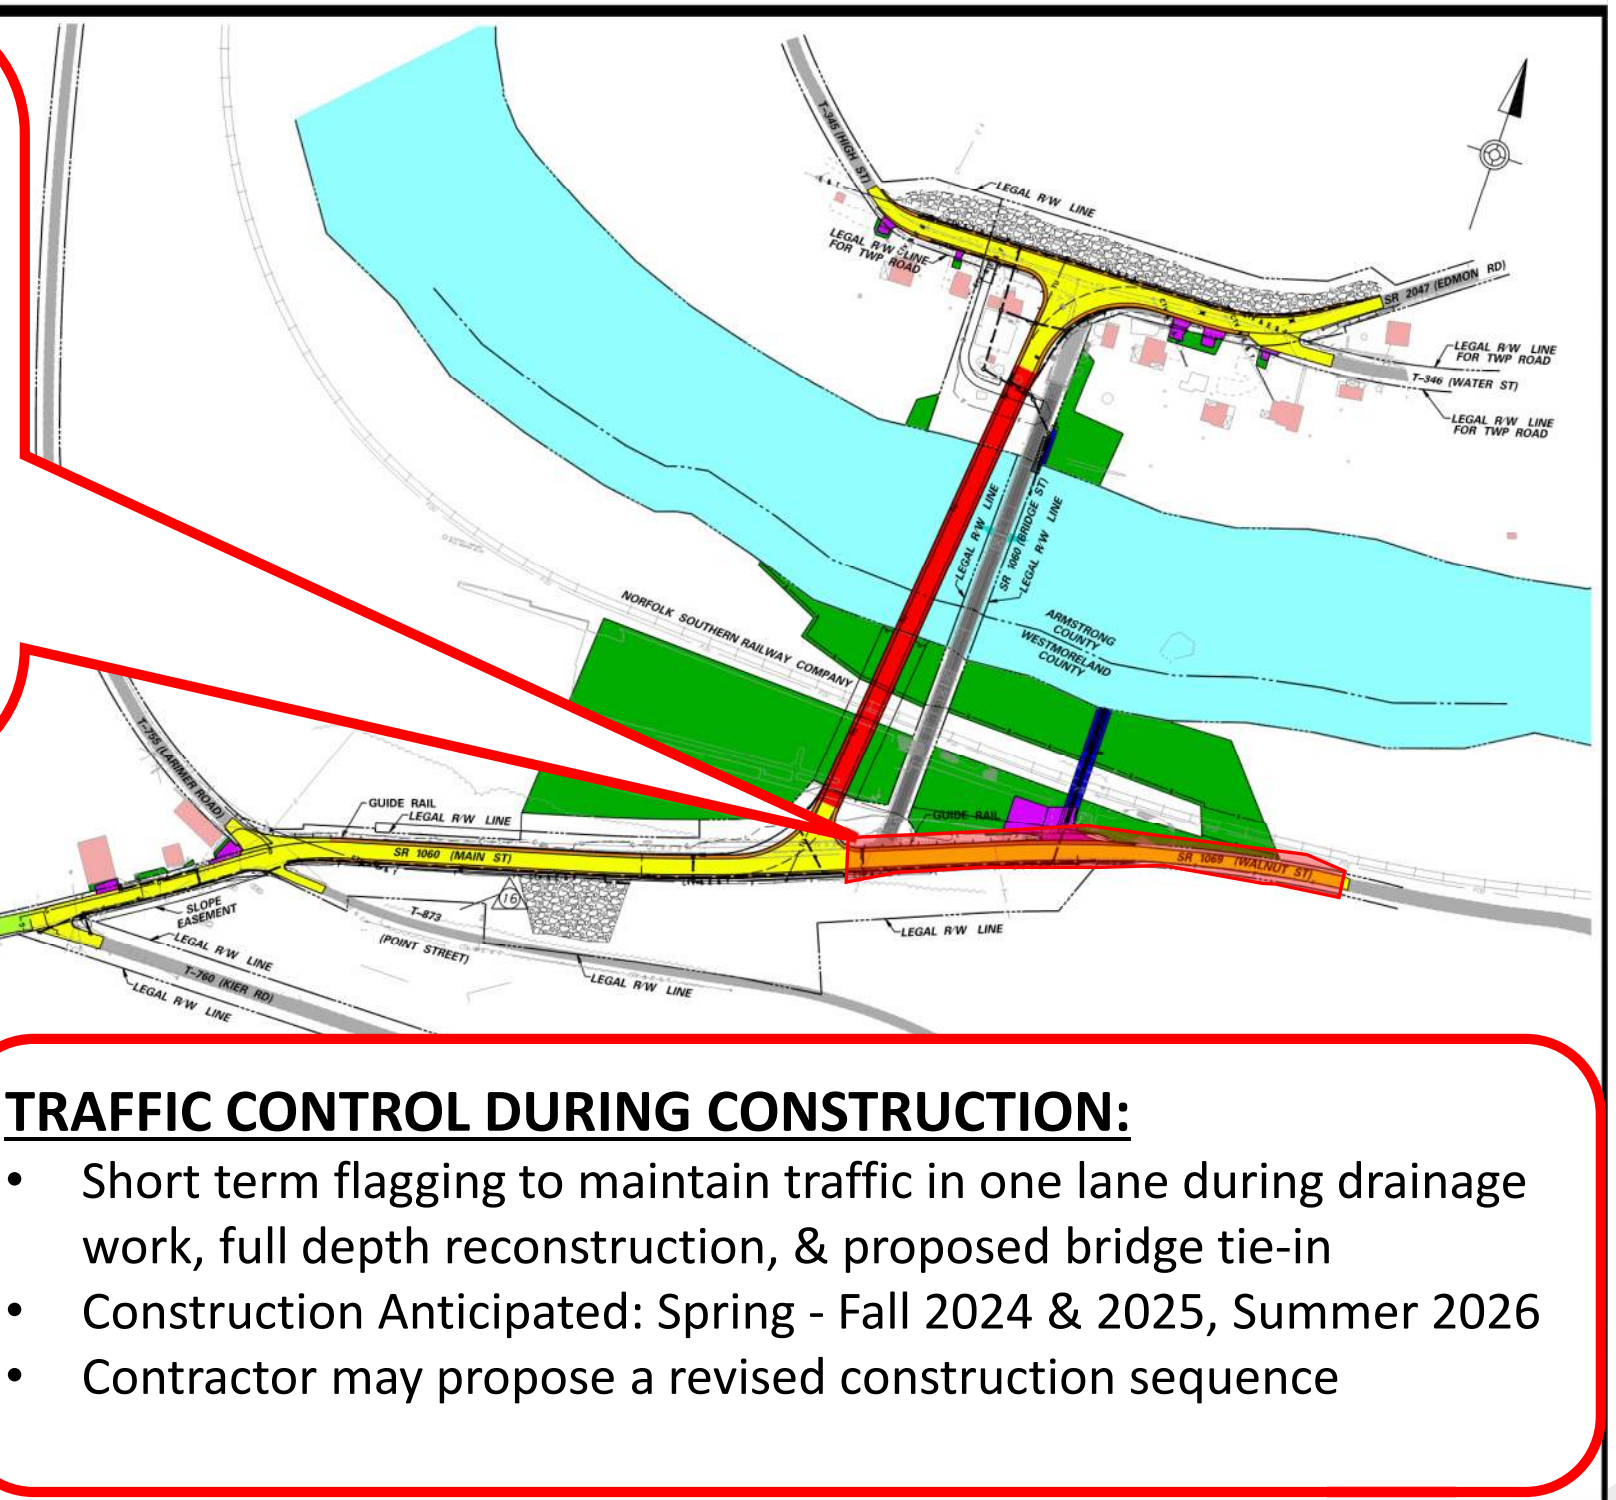 T-345 (HIGH ST)
LEGAL R/W LINE
LEGAL R/W LINE
FOR TWP ROAD
SR 2047 (EDMON RD)
LEGAL R/W LINE
FOR TWP ROAD
T-346 (WATER ST)
LEGAL R/W LINE
FOR TWP ROAD
LEGAL R/W LINE
SR 1060 (BRIDGE ST)
LEGAL R/W LINE
ARMSTRONG
COUNTY
WESTMORELAND
COUNTY
NORFOLK SOUTHERN RAILWAY COMPANY
T-755 (LARIMER ROAD)
GUIDE RAIL
LEGAL R/W LINE
GUIDE RAIL
SR 1060 (MAIN ST)
SR 1069 (WALNUT ST)
16
SLOPE
EASEMENT
T-873
(POINT STREET)
LEGAL R/W LINE
LEGAL R/W LINE
T-760 (KIER RD)
LEGAL R/W LINE
LEGAL R/W LINE
TRAFFIC CONTROL DURING CONSTRUCTION:
• Short term flagging to maintain traffic in one lane during drainage
work, full depth reconstruction, & proposed bridge tie-in
• Construction Anticipated: Spring - Fall 2024 & 2025, Summer 2026
• Contractor may propose a revised construction sequence